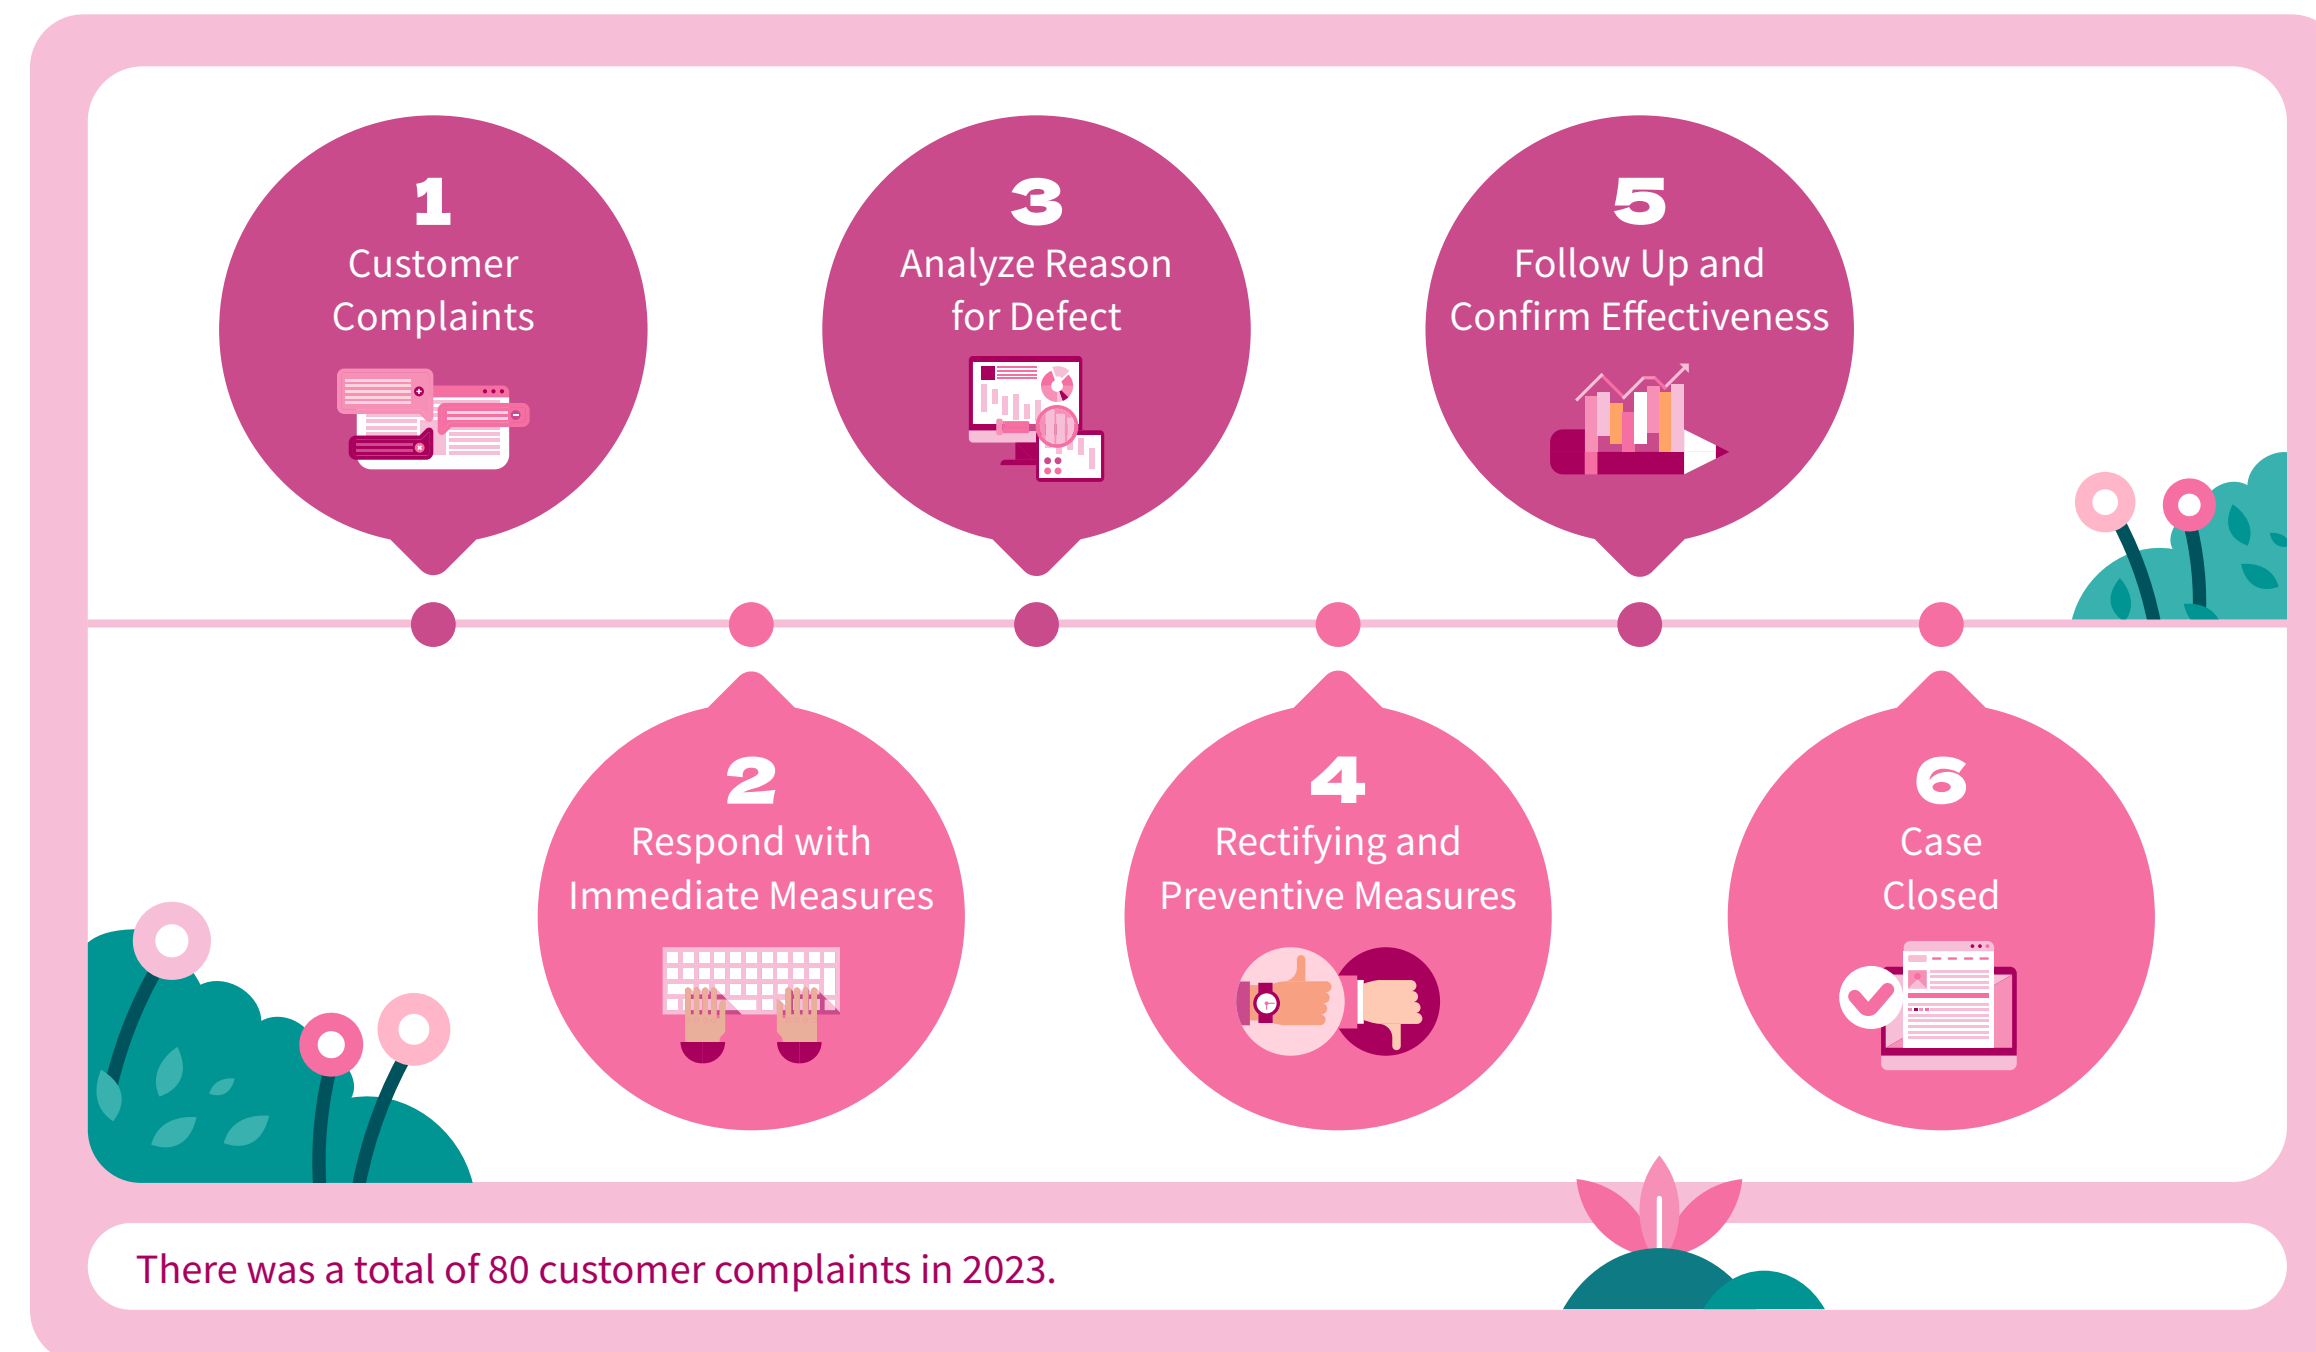 1
Customer
Complaints
2
Respond with
Immediate Measures
3
Analyze Reason
for Defect
4
Rectifying and
Preventive Measures
5
Follow Up and
Confirm Effectiveness
6
Case
Closed
There was a total of 80 customer complaints in 2023.